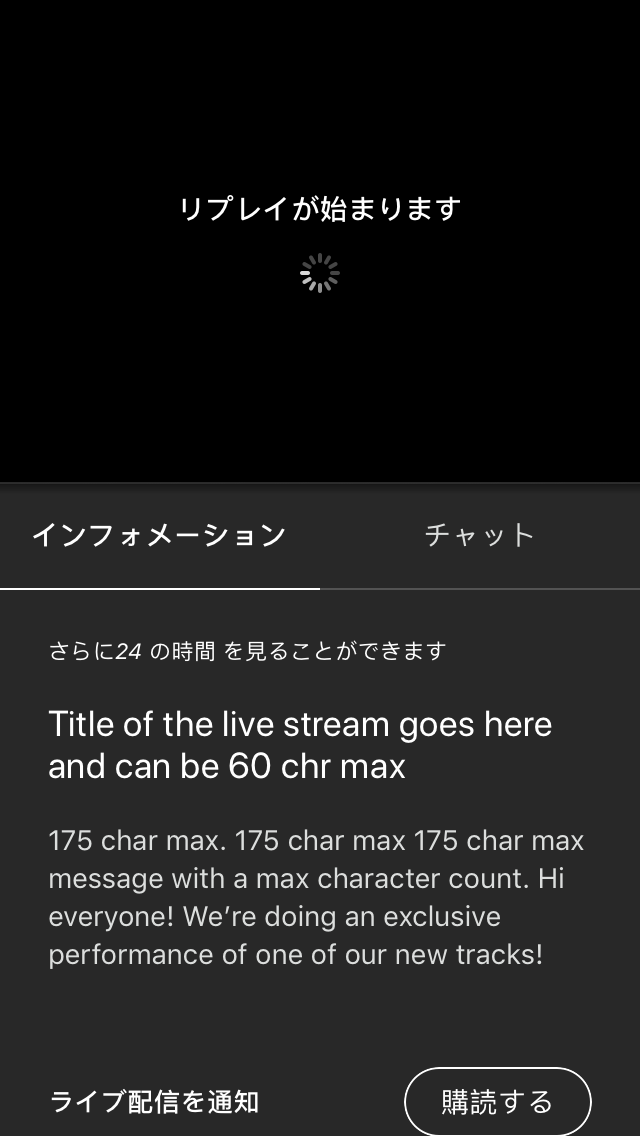 リプレイが始まります
インフォメーション
チャット
さらに24 の時間 を見ることができます
Title of the live stream goes here
and can be 60 chr max
175 char max. 175 char max 175 char max
message with a max character count. Hi
everyone! We’re doing an exclusive
performance of one of our new tracks!
ライブ配信を通知
購読する